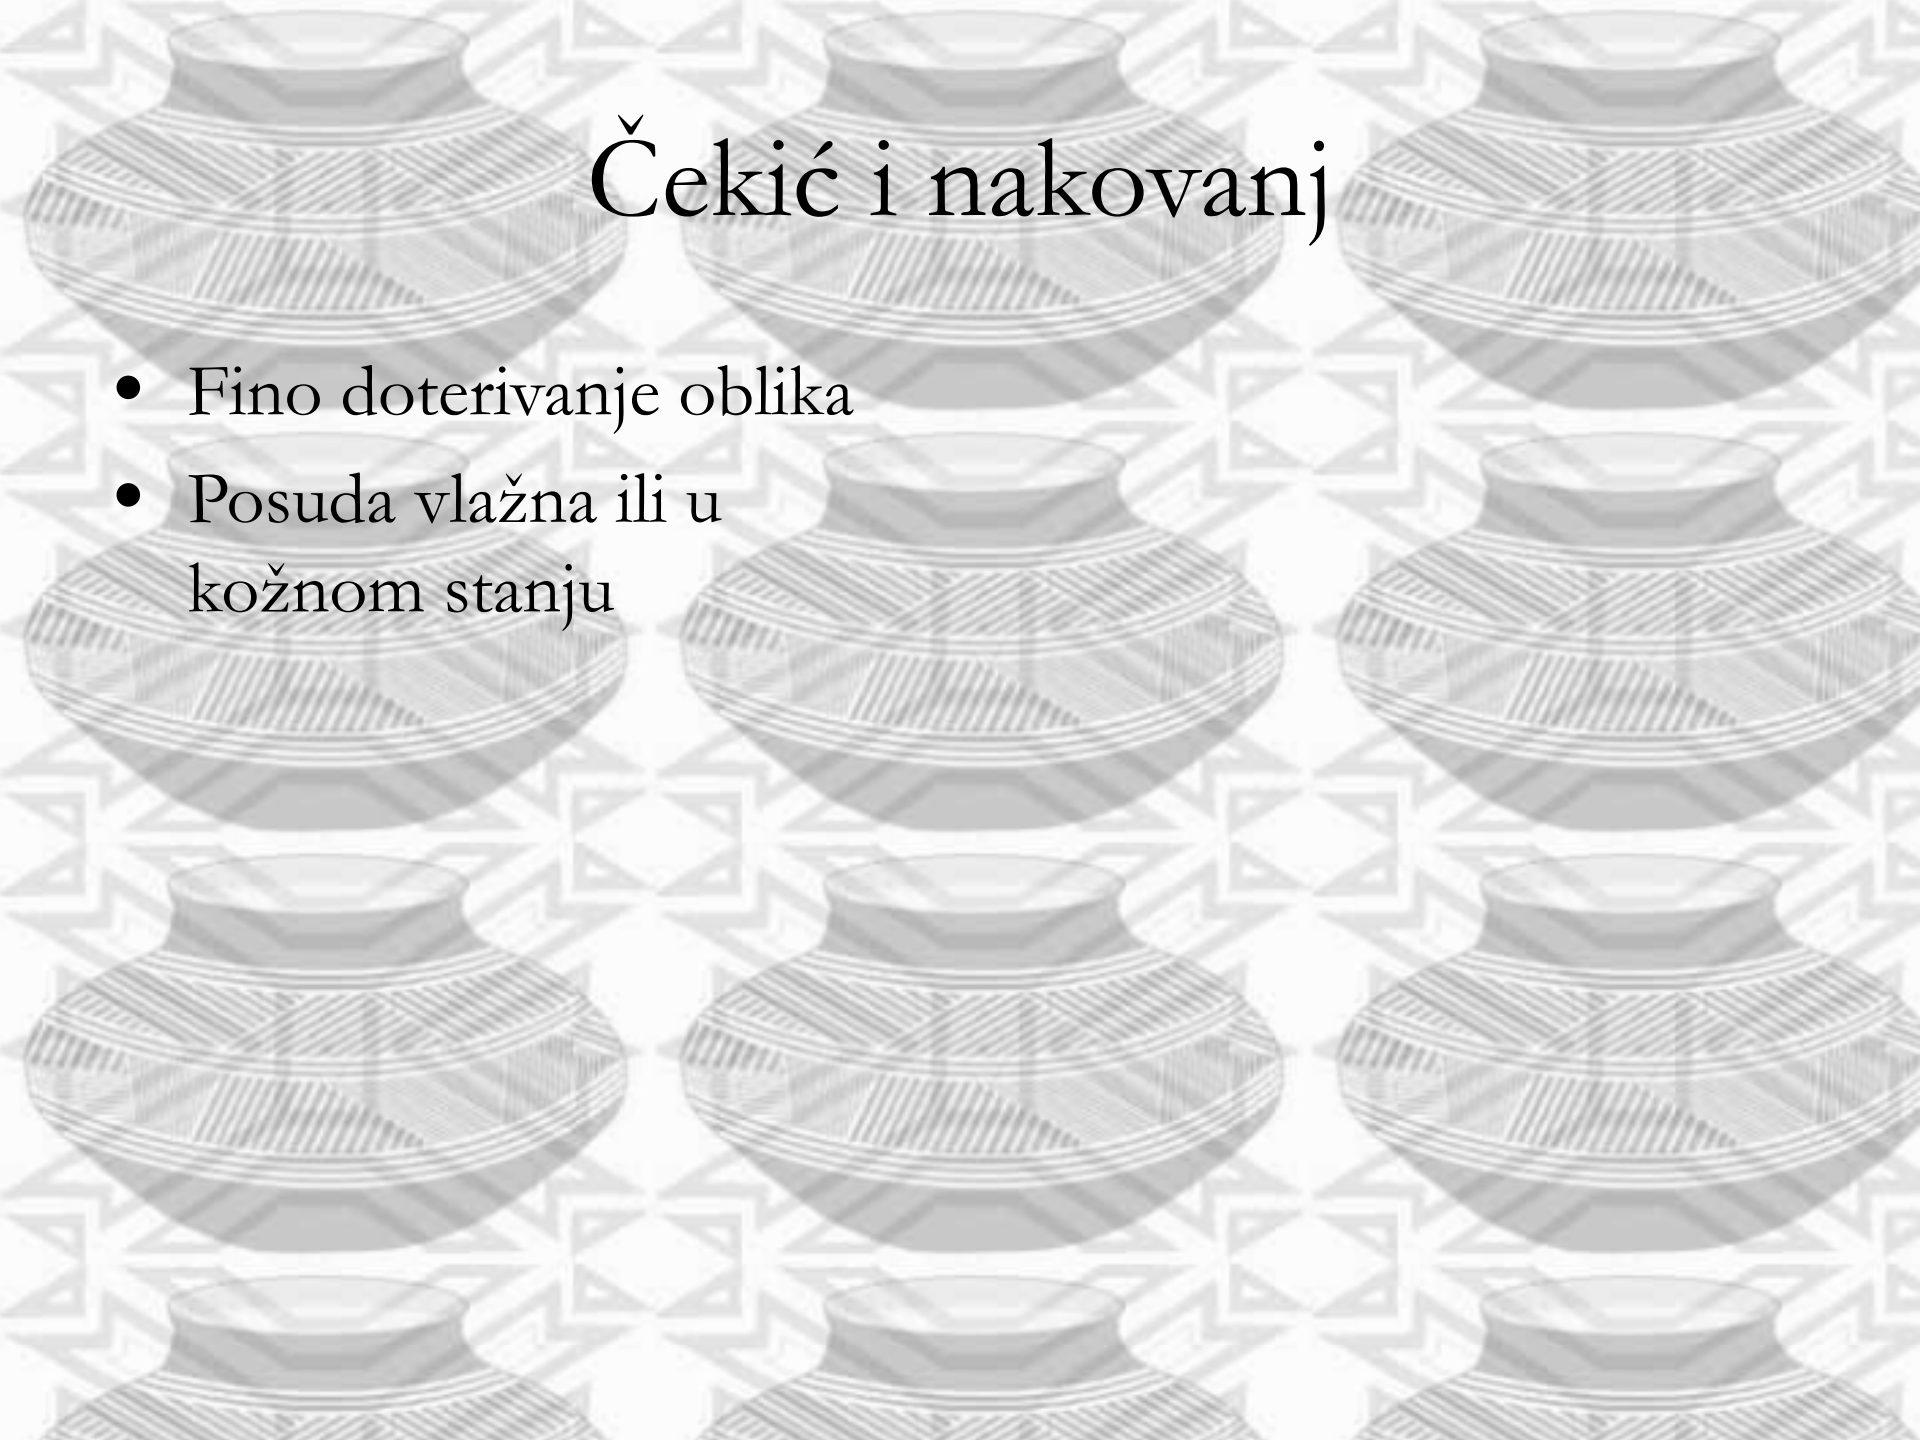 Čekić i nakovanj
• Fino doterivanje oblika
• Posuda vlažna ili u
kožnom stanju